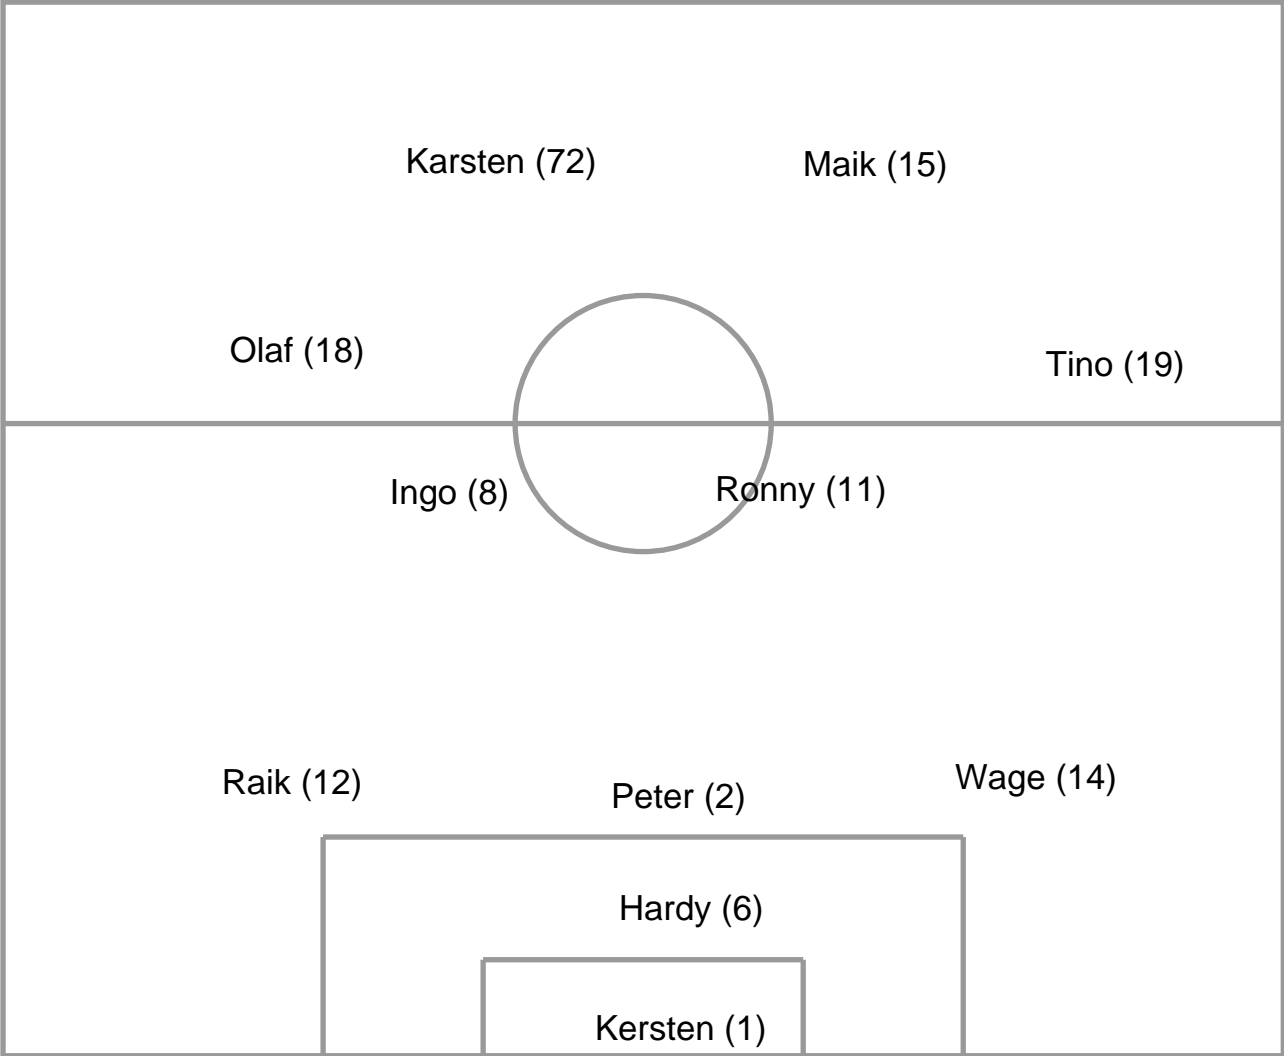 Karsten (72)
Maik (15)
Olaf (18)
Tino (19)
Ingo (8)
Ronny (11)
Raik (12)
Peter (2)
Wage (14)
Hardy (6)
Kersten (1)